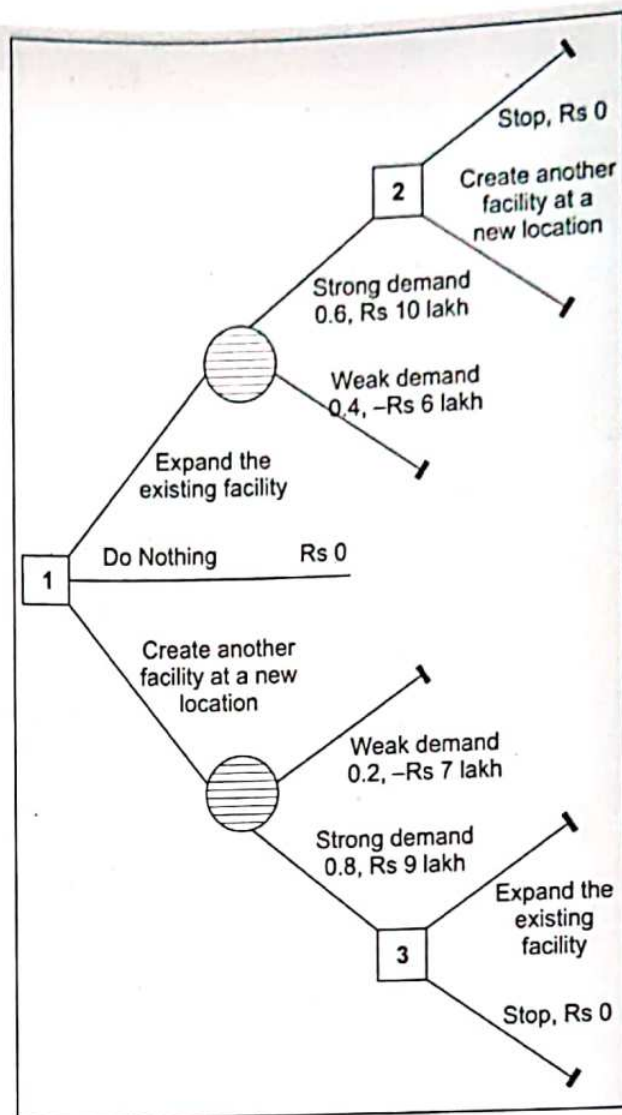 Stop, Rs 0
2
Create another
facility at a
new location
Strong demand
0.6, Rs 10 lakh
Weak demand
0.4, –Rs 6 lakh
Expand the
existing facility
1
Do Nothing Rs 0
Create another
facility at a new
location
Weak demand
0.2, –Rs 7 lakh
Strong demand
0.8, Rs 9 lakh
Expand the
existing
facility
3
Stop, Rs 0